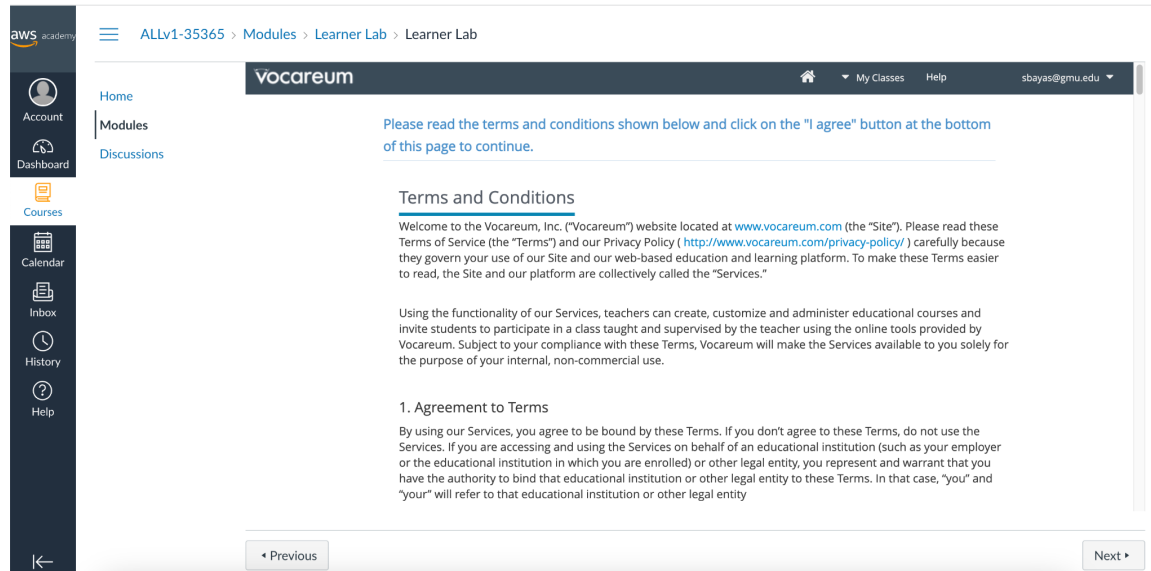 aws academy
ALLv1-35365 > Modules > Learner Lab > Learner Lab
Account
Dashboard
Courses
Calendar
Inbox
History
Help
Home
Modules
Discussions
Vocareum
My Classes
Help
sbayas@gmu.edu
Please read the terms and conditions shown below and click on the "I agree" button at the bottom
of this page to continue.
Terms and Conditions
Welcome to the Vocareum, Inc. (“Vocareum”) website located at www.vocareum.com (the “Site”). Please read these
Terms of Service (the “Terms”) and our Privacy Policy ( http://www.vocareum.com/privacy-policy/ ) carefully because
they govern your use of our Site and our web-based education and learning platform. To make these Terms easier
to read, the Site and our platform are collectively called the “Services.”
Using the functionality of our Services, teachers can create, customize and administer educational courses and
invite students to participate in a class taught and supervised by the teacher using the online tools provided by
Vocareum. Subject to your compliance with these Terms, Vocareum will make the Services available to you solely for
the purpose of your internal, non-commercial use.
1. Agreement to Terms
By using our Services, you agree to be bound by these Terms. If you don’t agree to these Terms, do not use the
Services. If you are accessing and using the Services on behalf of an educational institution (such as your employer
or the educational institution in which you are enrolled) or other legal entity, you represent and warrant that you
have the authority to bind that educational institution or other legal entity to these Terms. In that case, “you” and
“your” will refer to that educational institution or other legal entity
Previous
Next